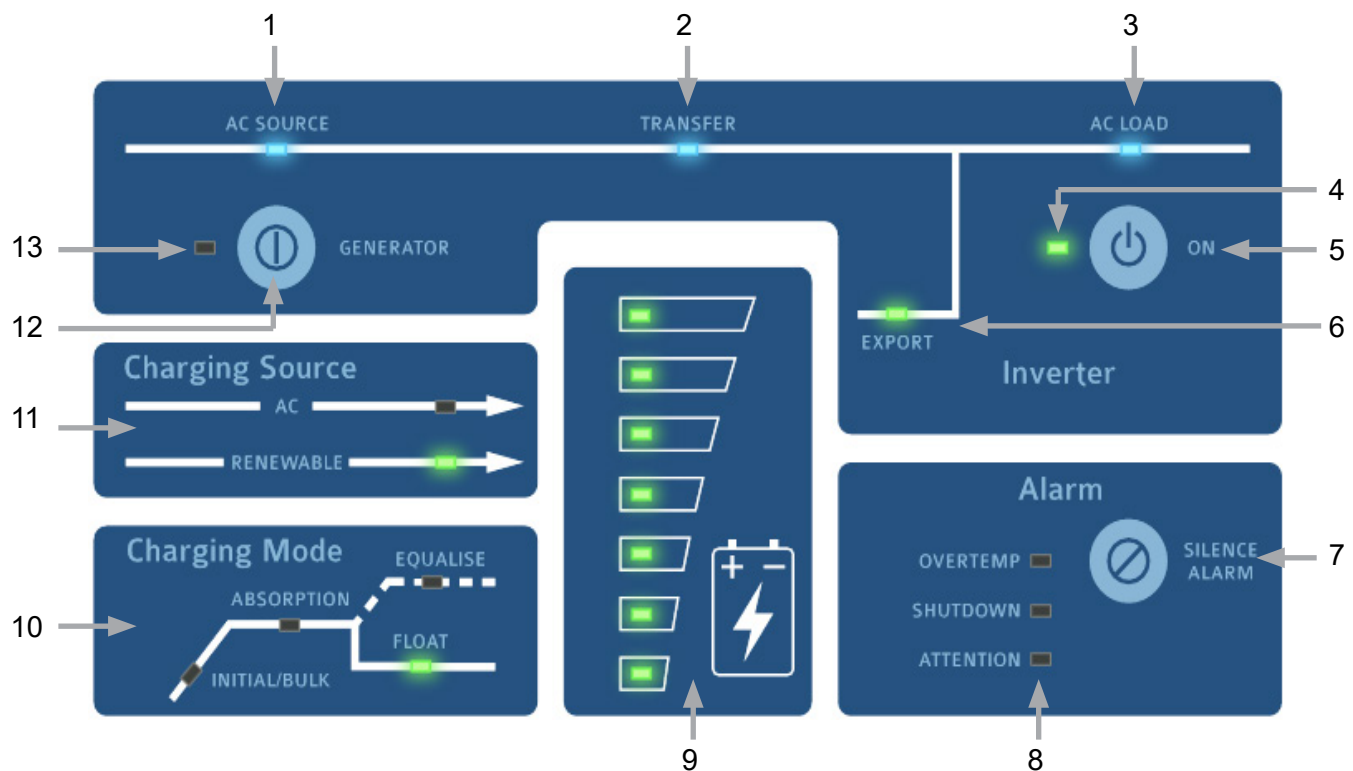 1 2 3
AC SOURCE TRANSFER AC LOAD
4
13 GENERATOR ON 5
12 EXPORT 6
Inverter
Charging Source
AC
11
RENEWABLE
Charging Mode
EQUALISE
ABSORPTION
10
FLOAT
INITIAL/BULK
+ −
9
Alarm
OVERTEMP
SILENCE
ALARM
7
SHUTDOWN
ATTENTION
8